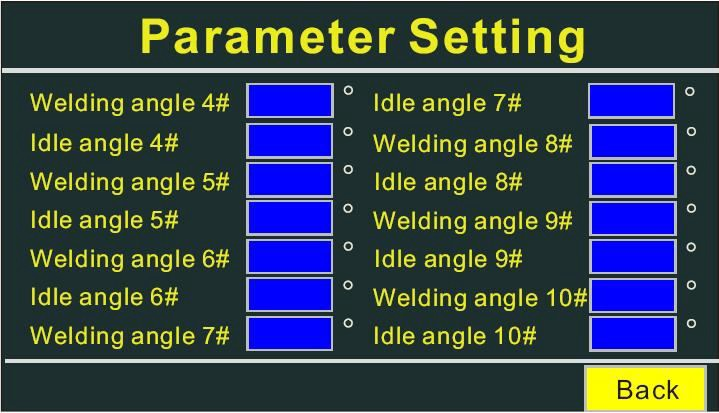 Parameter Setting
Welding angle 4# °
Idle angle 4# °
Welding angle 5# °
Idle angle 5# °
Welding angle 6# °
Idle angle 6# °
Welding angle 7# °
Idle angle 7# °
Welding angle 8# °
Idle angle 8# °
Welding angle 9# °
Idle angle 9# °
Welding angle 10# °
Idle angle 10# °
Back